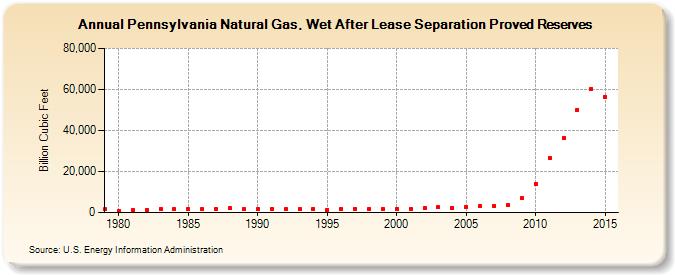 Annual Pennsylvania Natural Gas, Wet After Lease Separation Proved Reserves
Billion Cubic Feet
80,000
60,000
40,000
20,000
0
1980 1985 1990 1995 2000 2005 2010 2015
Source: U.S. Energy Information Administration